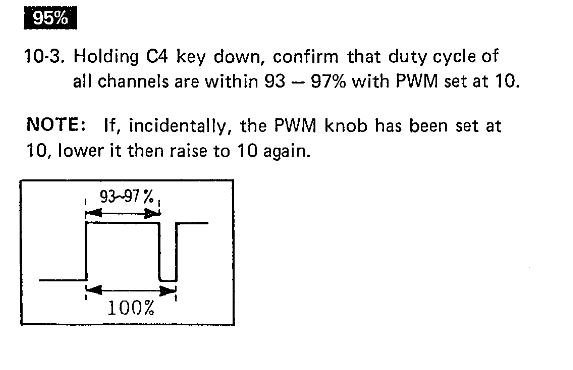 95%
10-3. Holding C4 key down, confirm that duty cycle of
all channels are within 93 – 97% with PWM set at 10.
NOTE: If, incidentally, the PWM knob has been set at
10, lower it then raise to 10 again.
93~97%
100%